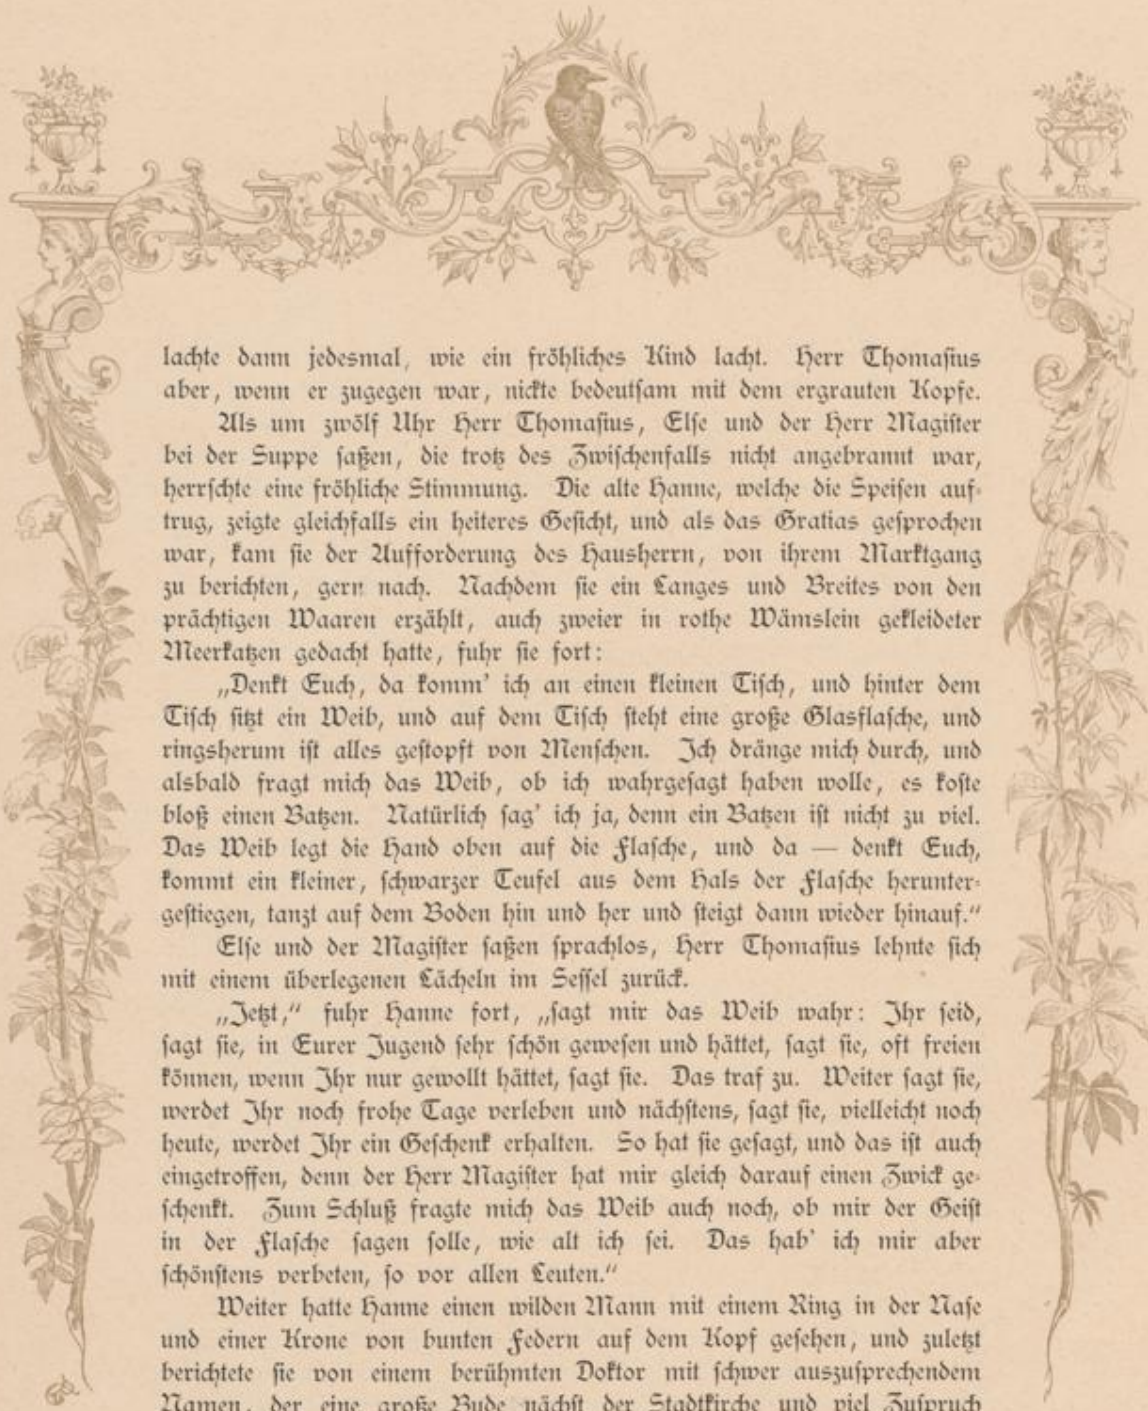 lachte dann jedesmal, wie ein fröhliches Kind lacht. Herr Thomasius
aber, wenn er zugegen war, nickte bedeutsam mit dem ergrauten Kopfe.
Als um zwölf Uhr Herr Thomasius, Else und der Herr Magister
bei der Suppe saßen, die trotz des Zwischenfalls nicht angebrannt war,
herrschte eine fröhliche Stimmung. Die alte Hanne, welche die Speisen auf-
trug, zeigte gleichfalls ein heiteres Gesicht, und als das Gratias gesprochen
war, kam sie der Aufforderung des Hausherrn, von ihrem Marktgang
zu berichten, gern nach. Nachdem sie ein Langes und Breites von den
prächtigen Waaren erzählt, auch zweier in rothe Wämslein gekleideter
Meerkatzen gedacht hatte, fuhr sie fort:
„Denkt Euch, da komm' ich an einen kleinen Tisch, und hinter dem
Tisch sitzt ein Weib, und auf dem Tisch steht eine große Glasflasche, und
ringsherum ist alles gestopft von Menschen. Ich dränge mich durch, und
alsbald fragt mich das Weib, ob ich wahrgesagt haben wolle, es koste
bloß einen Batzen. Natürlich sag' ich ja, denn ein Batzen ist nicht zu viel.
Das Weib legt die Hand oben auf die Flasche, und da — denkt Euch,
kommt ein kleiner, schwarzer Teufel aus dem Hals der Flasche herunter-
gestiegen, tanzt auf dem Boden hin und her und steigt dann wieder hinauf.“
Else und der Magister saßen sprachlos, Herr Thomasius lehnte sich
mit einem überlegenen Lächeln im Sessel zurück.
„Jetzt,“ fuhr Hanne fort, „sagt mir das Weib wahr: Ihr seid,
sagt sie, in Eurer Jugend sehr schön gewesen und hättet, sagt sie, oft freien
können, wenn Ihr nur gewollt hättet, sagt sie. Das traf zu. Weiter sagt sie,
werdet Ihr noch frohe Tage verleben und nächstens, sagt sie, vielleicht noch
heute, werdet Ihr ein Geschenk erhalten. So hat sie gesagt, und das ist auch
eingetroffen, denn der Herr Magister hat mir gleich darauf einen Zwick ge-
schenkt. Zum Schluß fragte mich das Weib auch noch, ob mir der Geist
in der Flasche sagen solle, wie alt ich sei. Das hab' ich mir aber
schönstens verbeten, so vor allen Leuten.“
Weiter hatte Hanne einen wilden Mann mit einem Ring in der Nase
und einer Krone von bunten Federn auf dem Kopf gesehen, und zuletzt
berichtete sie von einem berühmten Doktor mit schwer auszusprechendem
Namen, der eine große Bude nächst der Stadtkirche und viel Zuspruch